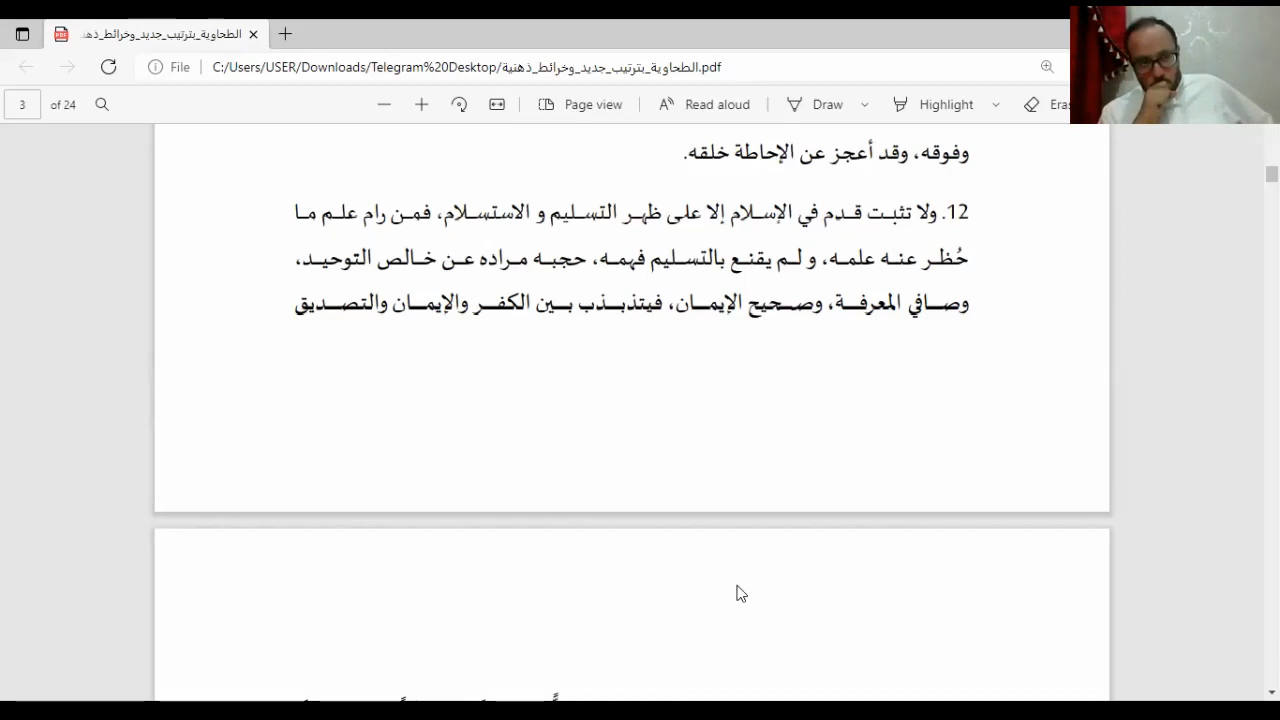 الطحاوية_بترتيب_جديد_وخرائط_ذهن
File C:/Users/USER/Downloads/Telegram%20Desktop/الطحاوية_بترتيب_جديد_وخرائط_ذهنية.pdf
3 of 24 Page view Read aloud Draw Highlight Eras
وفوقه، وقد أعجز عن الإحاطة خلقه.
12. ولا تثبت قدم في الإسلام إلا على ظهر التسليم و الاستسلام، فمن رام علم ما
حُظر عنه علمه، و لم يقنع بالتسليم فهمه، حجبه مراده عن خالص التوحيد،
وصافي المعرفة، وصحيح الإيمان، فيتذبذب بين الكفر والإيمان والتصديق